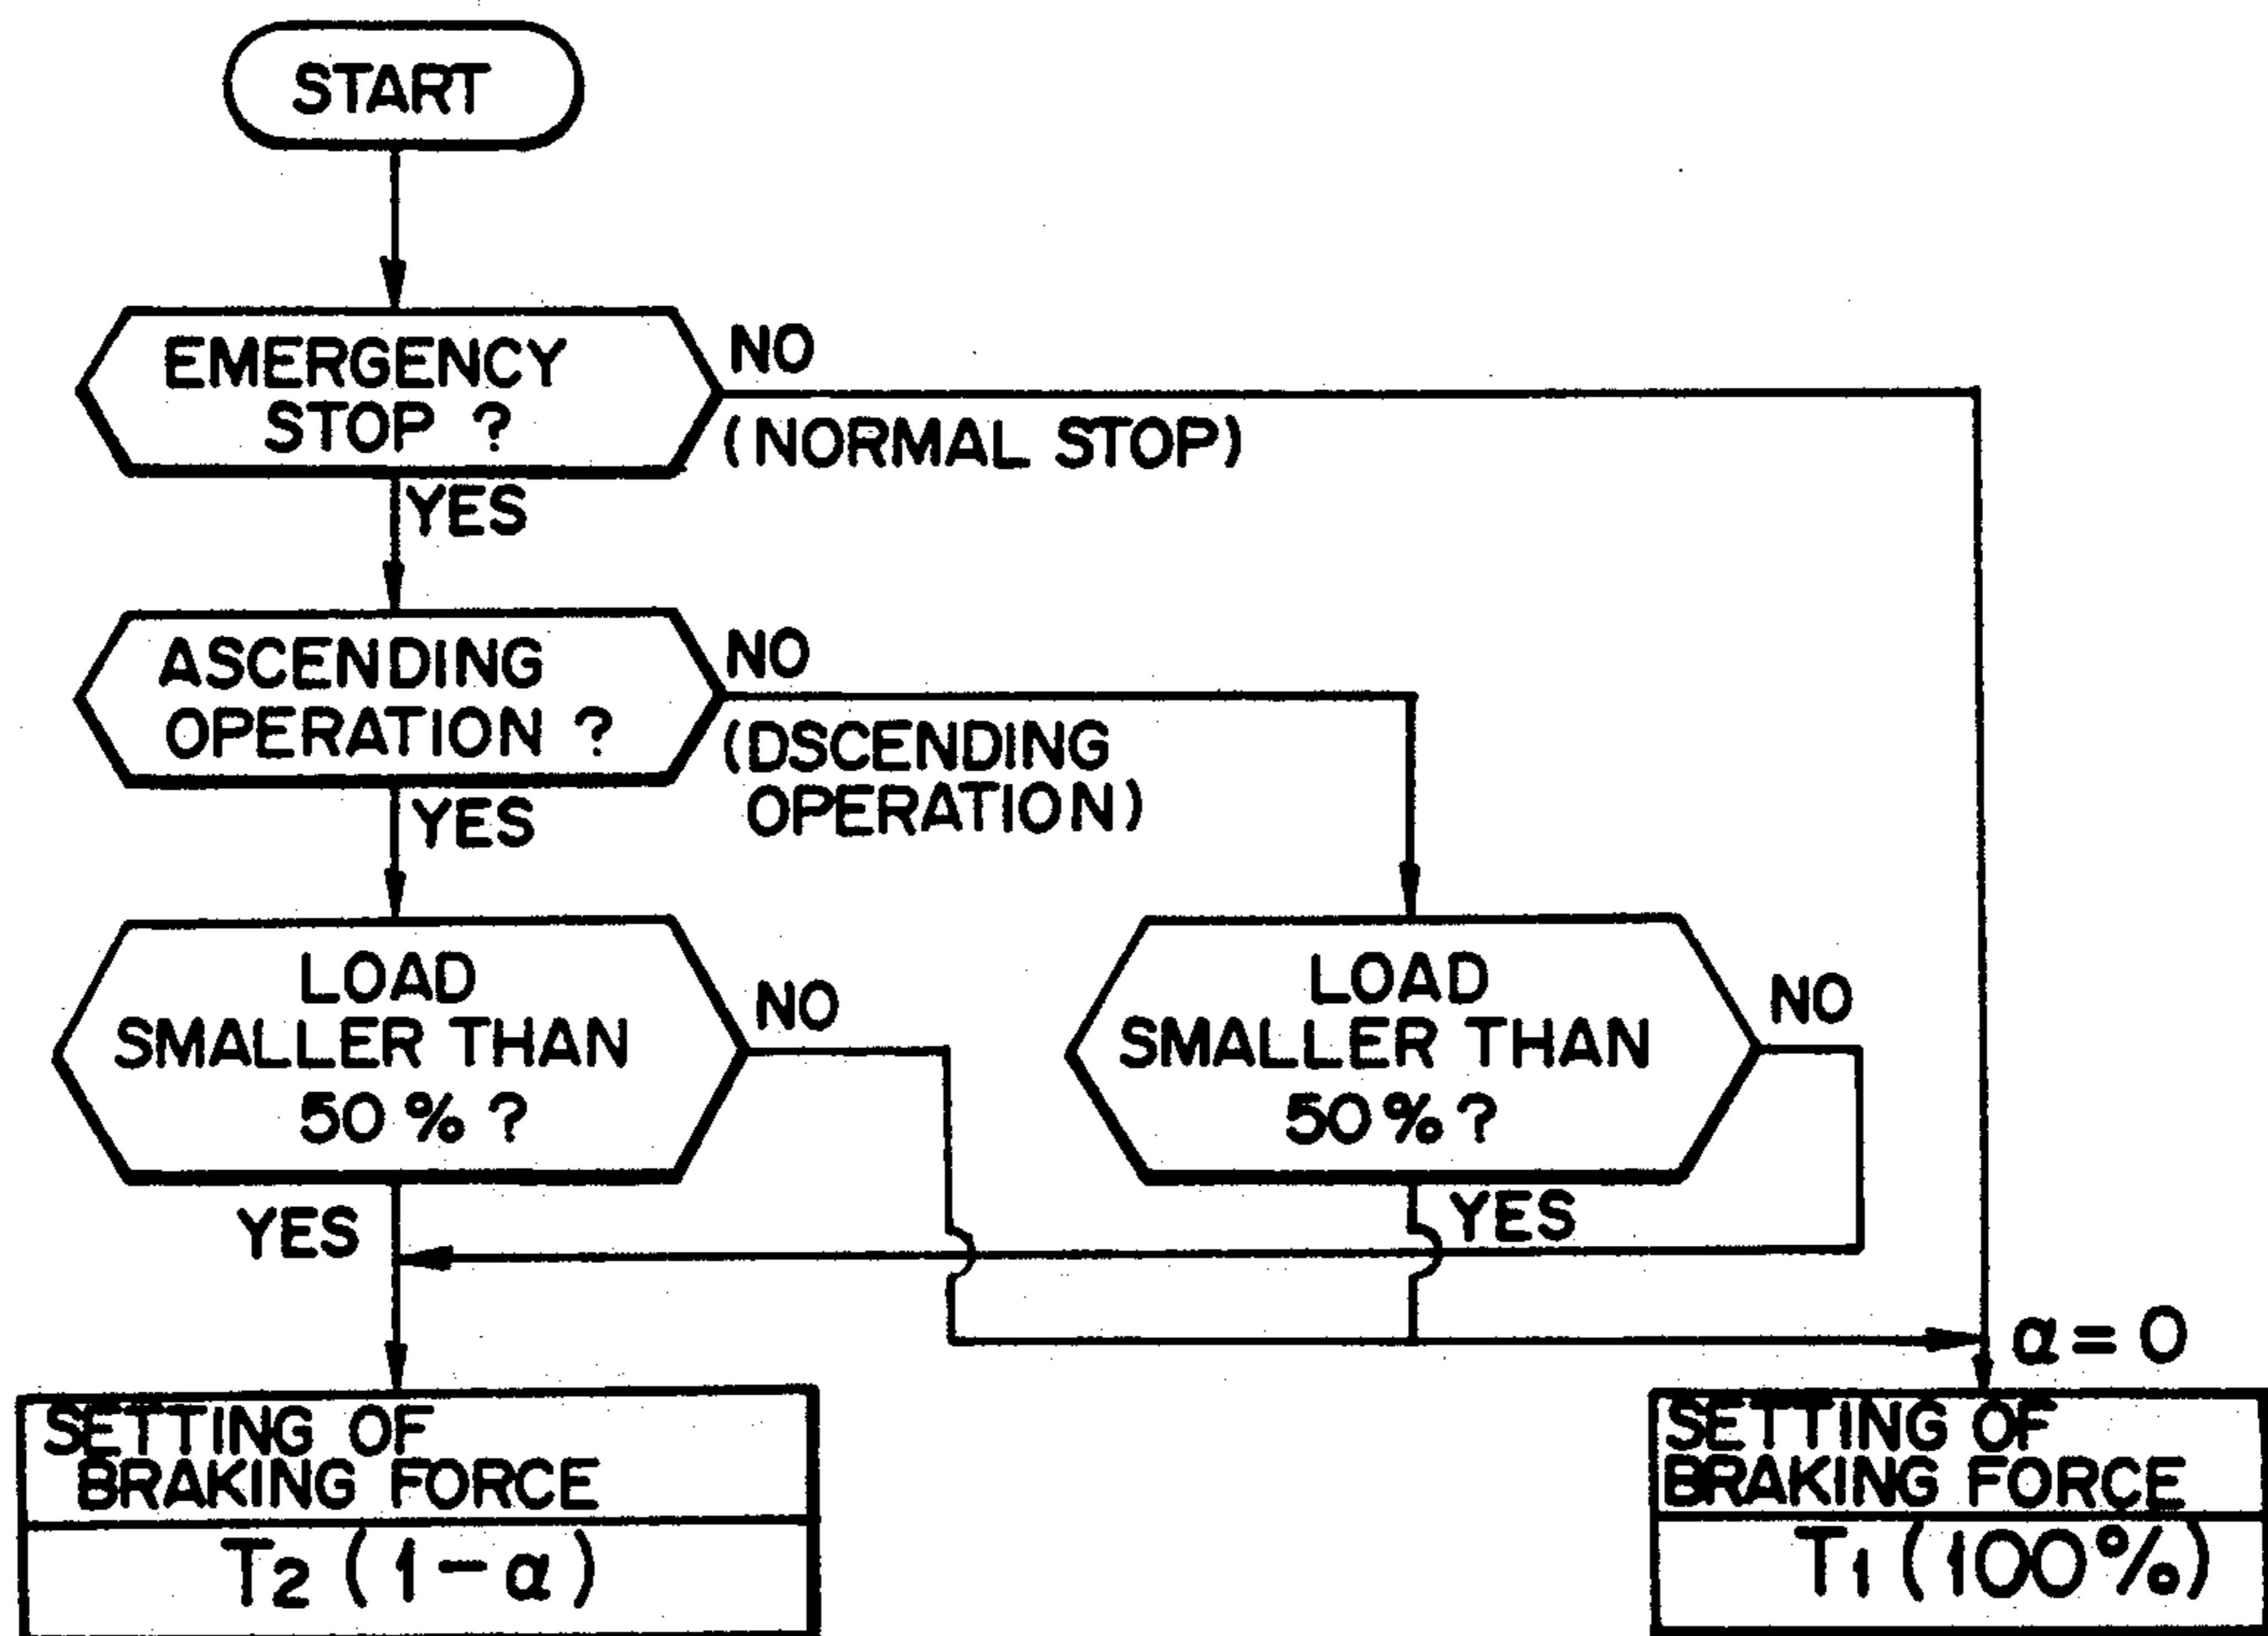 START
EMERGENCY
STOP ?
NO
(NORMAL STOP)
YES
ASCENDING
OPERATION ?
NO
(DSCENDING
OPERATION)
YES
LOAD
SMALLER THAN
50% ?
NO
YES
LOAD
SMALLER THAN
50% ?
NO
YES
α = 0
SETTING OF
BRAKING FORCE
T2 (1-α)
SETTING OF
BRAKING FORCE
T1 (100%)